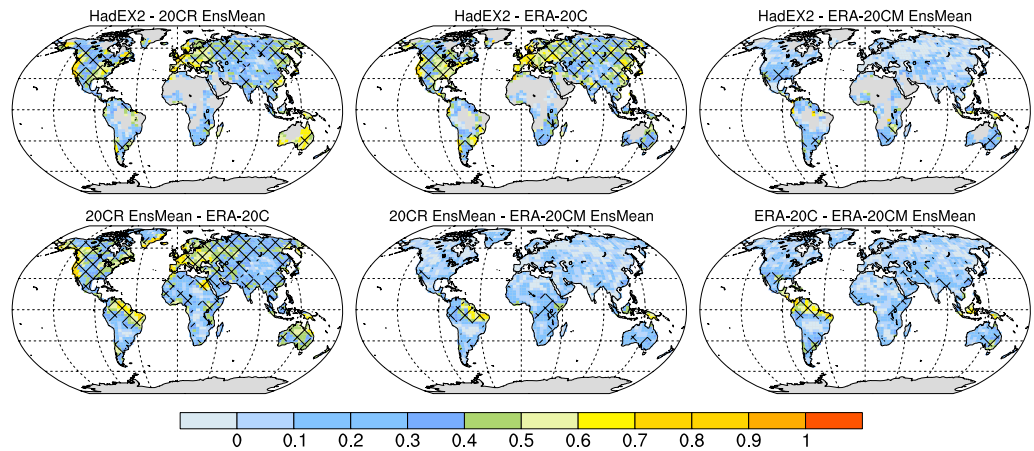 HadEX2 - 20CR EnsMean
HadEX2 - ERA-20C
HadEX2 - ERA-20CM EnsMean
20CR EnsMean - ERA-20C
20CR EnsMean - ERA-20CM EnsMean
ERA-20C - ERA-20CM EnsMean
0 0.1 0.2 0.3 0.4 0.5 0.6 0.7 0.8 0.9 1